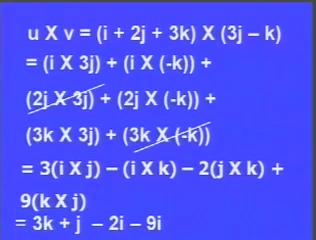 u X v = (i + 2j + 3k) X (3j – k)
= (i X 3j) + (i X (-k)) +
(2j X 3j) + (2j X (-k)) +
(3k X 3j) + (3k X (-k))
= 3(i X j) – (i X k) – 2(j X k) +
9(k X j)
= 3k + j – 2i – 9i